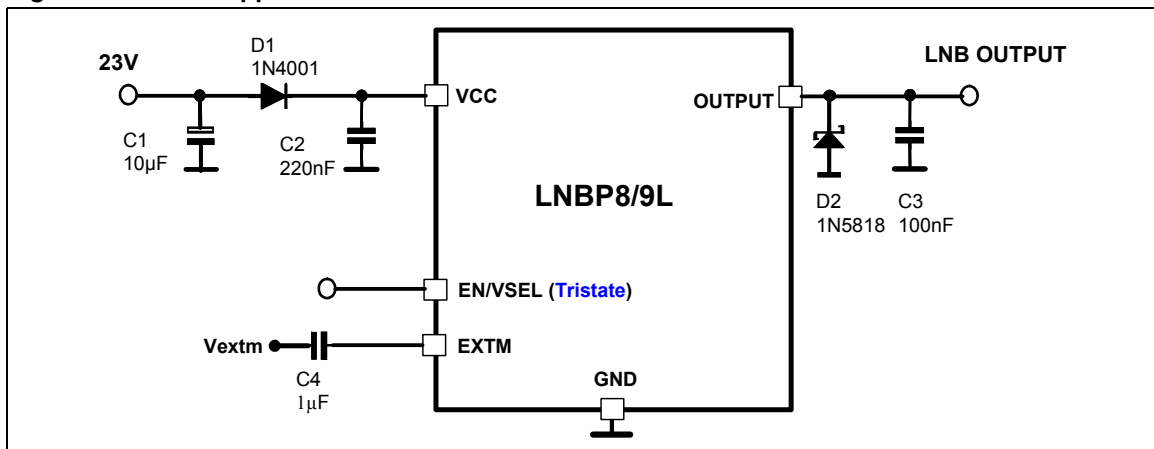 23V
D1
1N4001
LNB OUTPUT
VCC
OUTPUT
C1
10µF
C2
220nF
LNBP8/9L
D2
1N5818
C3
100nF
EN/VSEL (Tristate)
Vextm
EXTM
C4
1µF
GND